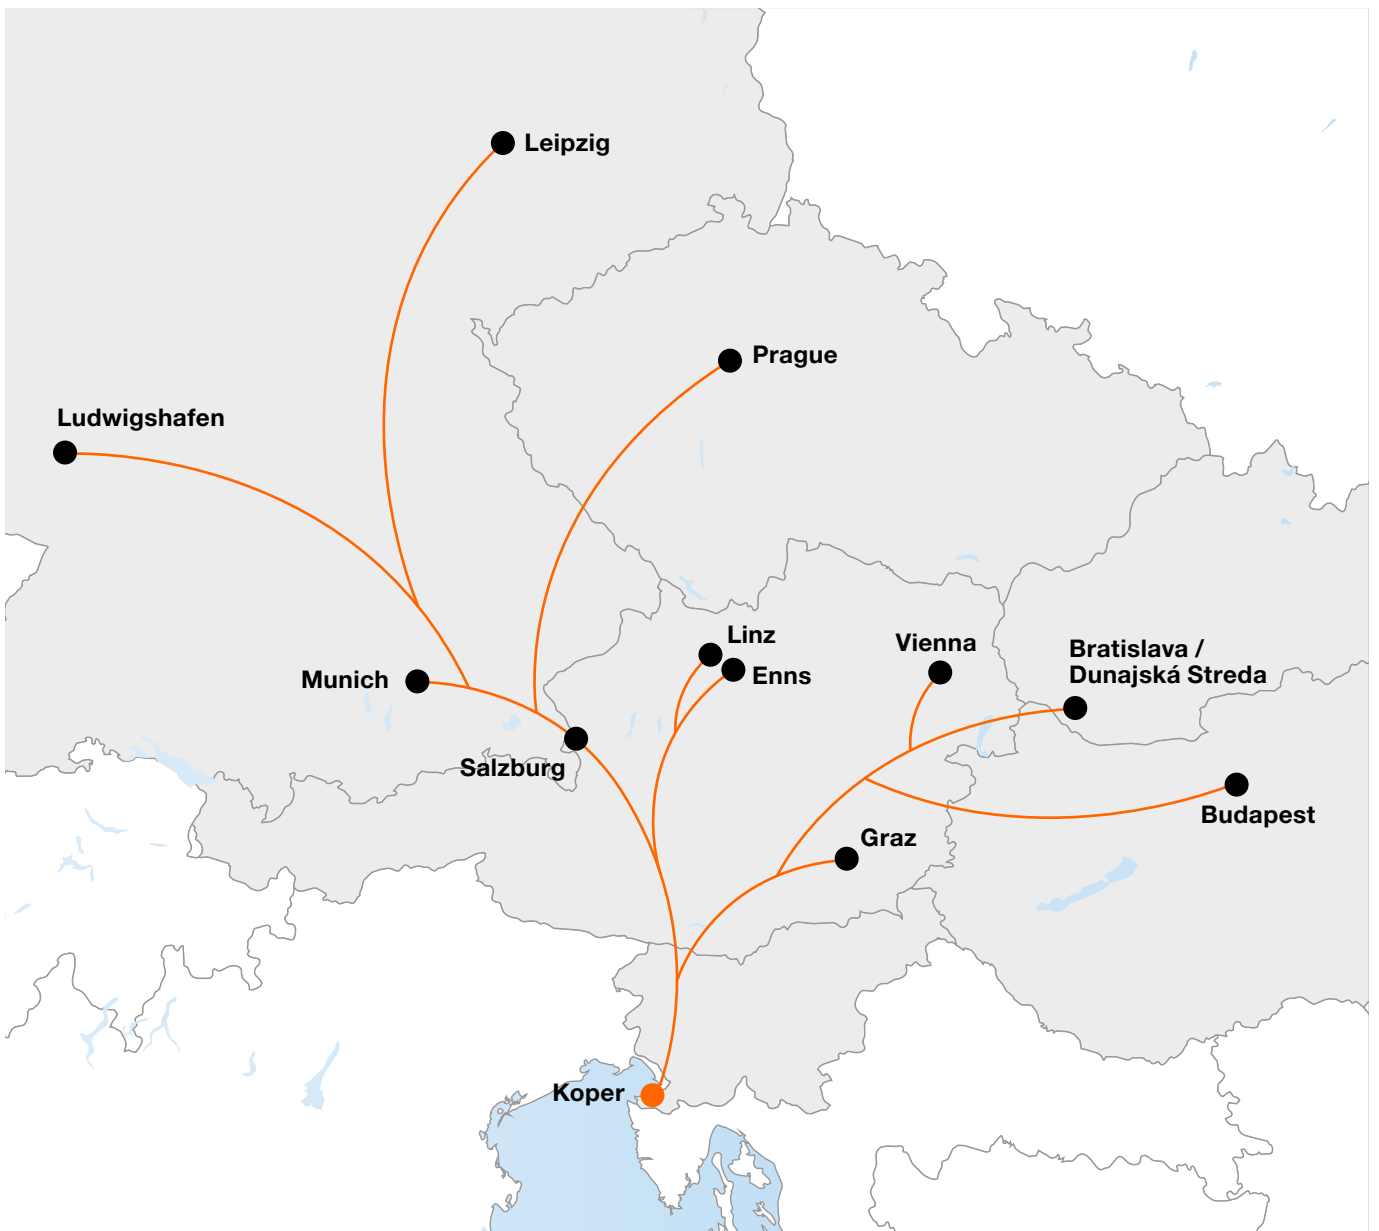 Leipzig
Prague
Ludwigshafen
Linz
Enns
Vienna
Bratislava /
Dunajská Streda
Munich
Salzburg
Budapest
Graz
Koper